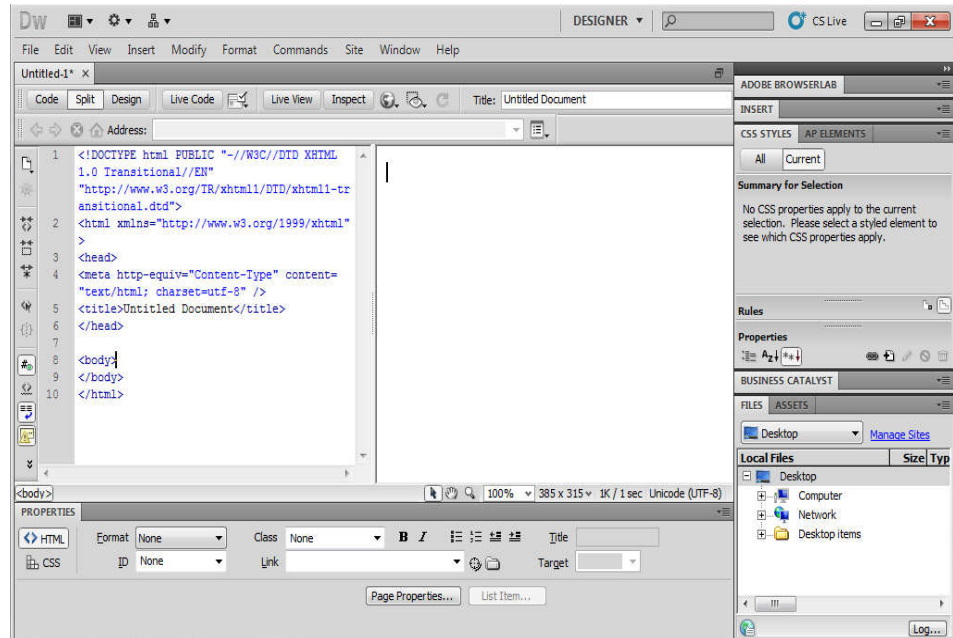 Dw DESIGNER CS Live
File Edit View Insert Modify Format Commands Site Window Help
Untitled-1* ×
Code Split Design Live Code Live View Inspect Title: Untitled Document
Address:
1 <!DOCTYPE html PUBLIC "-//W3C//DTD XHTML
1.0 Transitional//EN"
"http://www.w3.org/TR/xhtml1/DTD/xhtml1-tr
ansitional.dtd">
2 <html xmlns="http://www.w3.org/1999/xhtml"
>
3 <head>
4 <meta http-equiv="Content-Type" content=
"text/html; charset=utf-8" />
5 <title>Untitled Document</title>
6 </head>
7
8 <body>
9 </body>
10 </html>
<body> 100% 385 x 315 1K / 1 sec Unicode (UTF-8)
PROPERTIES
<> HTML Format None Class None B I Title
CSS ID None Link Target
Page Properties... List Item...
ADOBE BROWSERLAB
INSERT
CSS STYLES AP ELEMENTS
All Current
Summary for Selection
No CSS properties apply to the current
selection. Please select a styled element to
see which CSS properties apply.
Rules
Properties
BUSINESS CATALYST
FILES ASSETS
Desktop Manage Sites
Local Files Size Typ
Desktop
Computer
Network
Desktop items
Log...